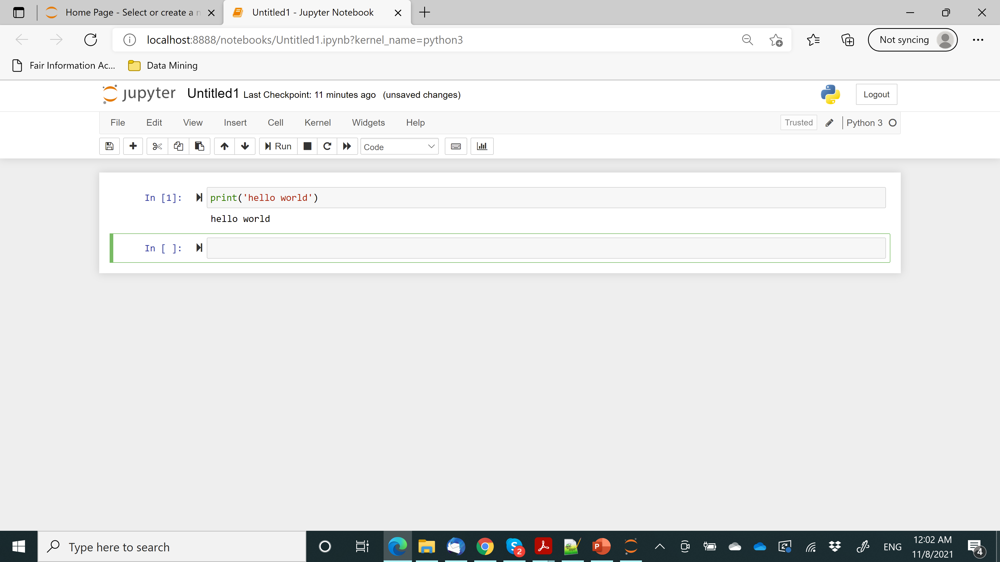 Home Page - Select or create a n
Untitled1 - Jupyter Notebook
localhost:8888/notebooks/Untitled1.ipynb?kernel_name=python3
Not syncing
Fair Information Ac...
Data Mining
jupyter Untitled1 Last Checkpoint: 11 minutes ago (unsaved changes)
Logout
File Edit View Insert Cell Kernel Widgets Help
Trusted
Python 3
Run
Code
In [1]: print('hello world')
hello world
In [ ]:
Type here to search
S
2
P
ENG
12:02 AM
11/8/2021
4